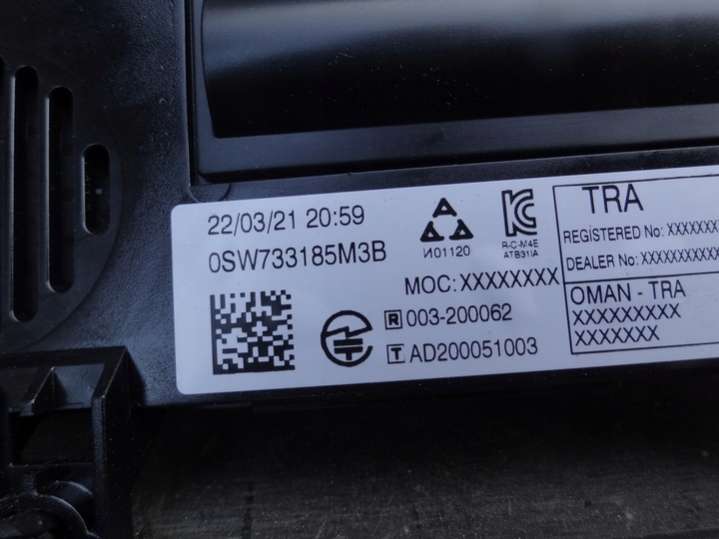 22/03/21 20:59
0SW733185M3B
И01120
R-C-M4E
ATB311A
MOC: XXXXXXXX
R 003-200062
T AD200051003
TRA
REGISTERED No: XXXXXXX
DEALER No: XXXXXXXXXX
OMAN - TRA
XXXXXXXXX
XXXXXXX